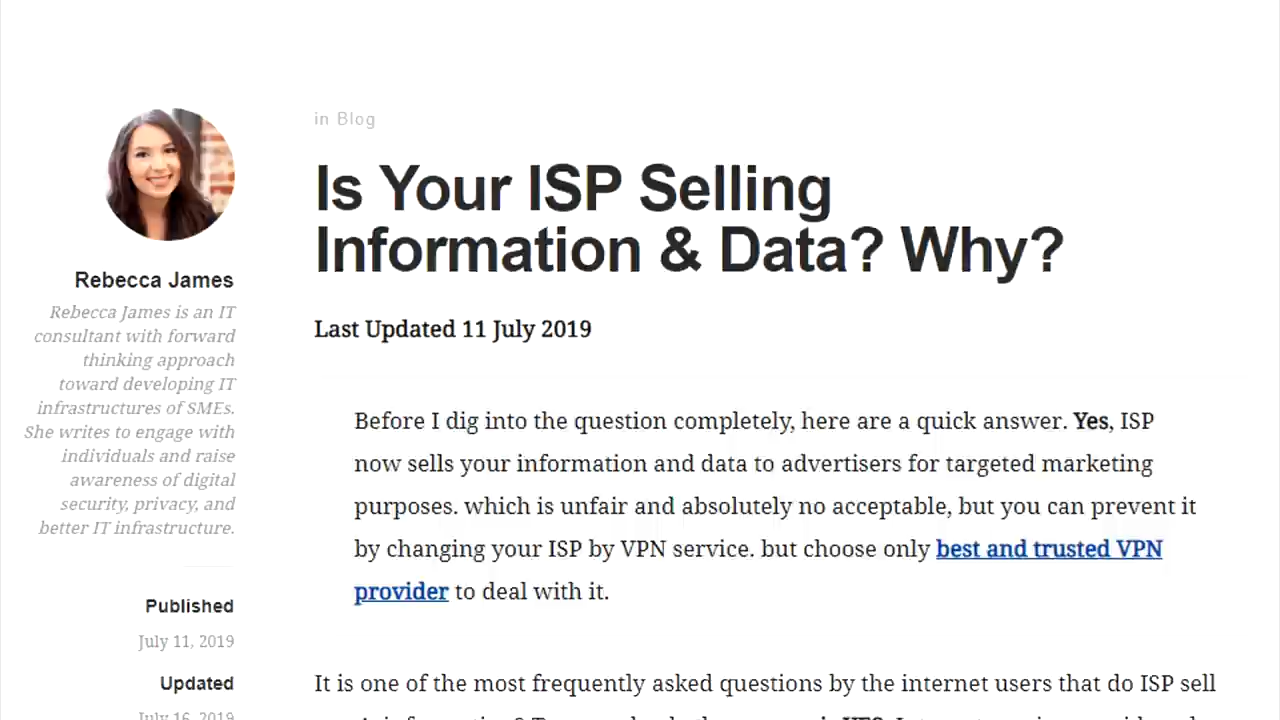 in Blog
Is Your ISP Selling
Information & Data? Why?
Last Updated 11 July 2019
Rebecca James
Rebecca James is an IT
consultant with forward
thinking approach
toward developing IT
infrastructures of SMEs.
She writes to engage with
individuals and raise
awareness of digital
security, privacy, and
better IT infrastructure.
Published
July 11, 2019
Updated
July 16, 2019
Before I dig into the question completely, here are a quick answer. Yes, ISP
now sells your information and data to advertisers for targeted marketing
purposes. which is unfair and absolutely no acceptable, but you can prevent it
by changing your ISP by VPN service. but choose only best and trusted VPN
provider to deal with it.
It is one of the most frequently asked questions by the internet users that do ISP sell